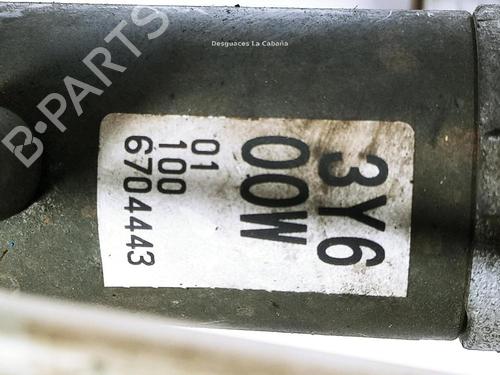 Desguaces La Cabaña
B-PARTS
3Y6
00W
01
100
6704443